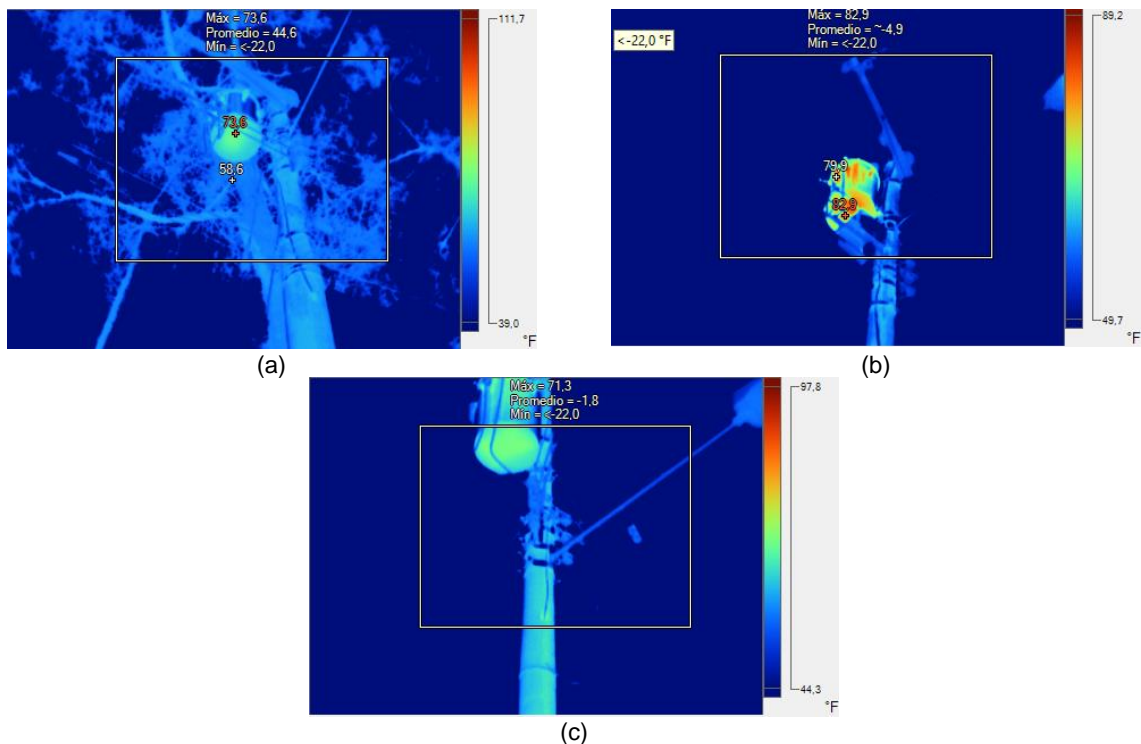 Máx = 73,6
Promedio = 44,6
Mín = <-22,0
73,6
58,6
111,7
39,0
°F
(a)
Máx = 82,9
Promedio = ~-4,9
Mín = <-22,0
<-22,0 °F
79,9
82,9
89,2
49,7
°F
(b)
Máx = 71,3
Promedio = -1,8
Mín = <-22,0
97,8
44,3
°F
(c)